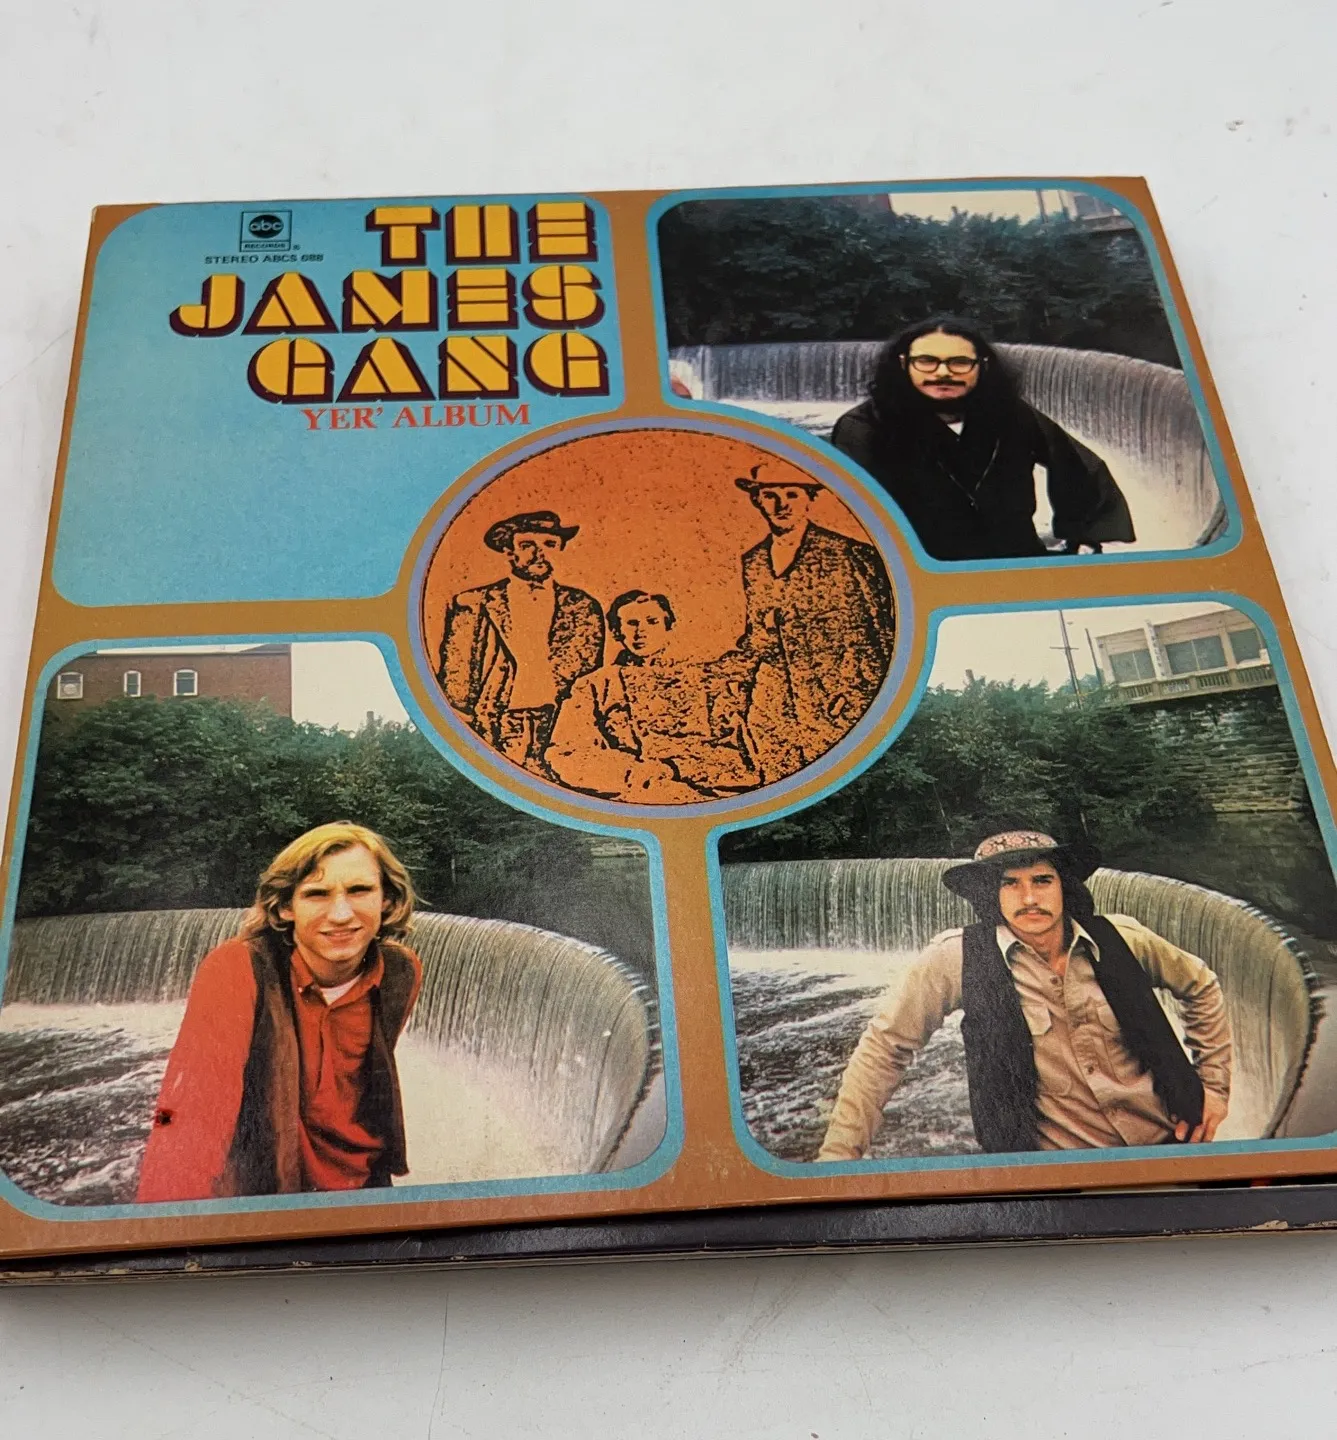 abc
RECORDS ®
STEREO ABCS 688
THE
JAMES
GANG
YER' ALBUM